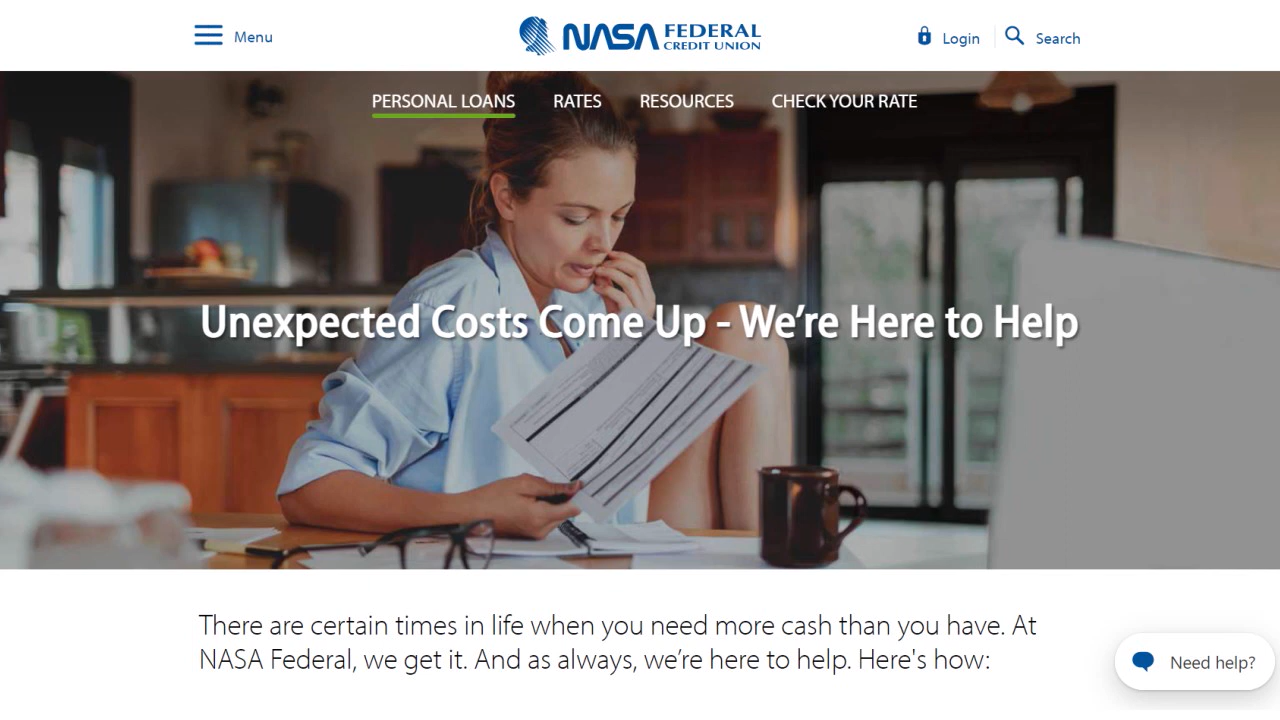 Menu
NASA FEDERAL
CREDIT UNION
Login
Search
PERSONAL LOANS
RATES
RESOURCES
CHECK YOUR RATE
Unexpected Costs Come Up - We’re Here to Help
There are certain times in life when you need more cash than you have. At
NASA Federal, we get it. And as always, we’re here to help. Here's how:
Need help?